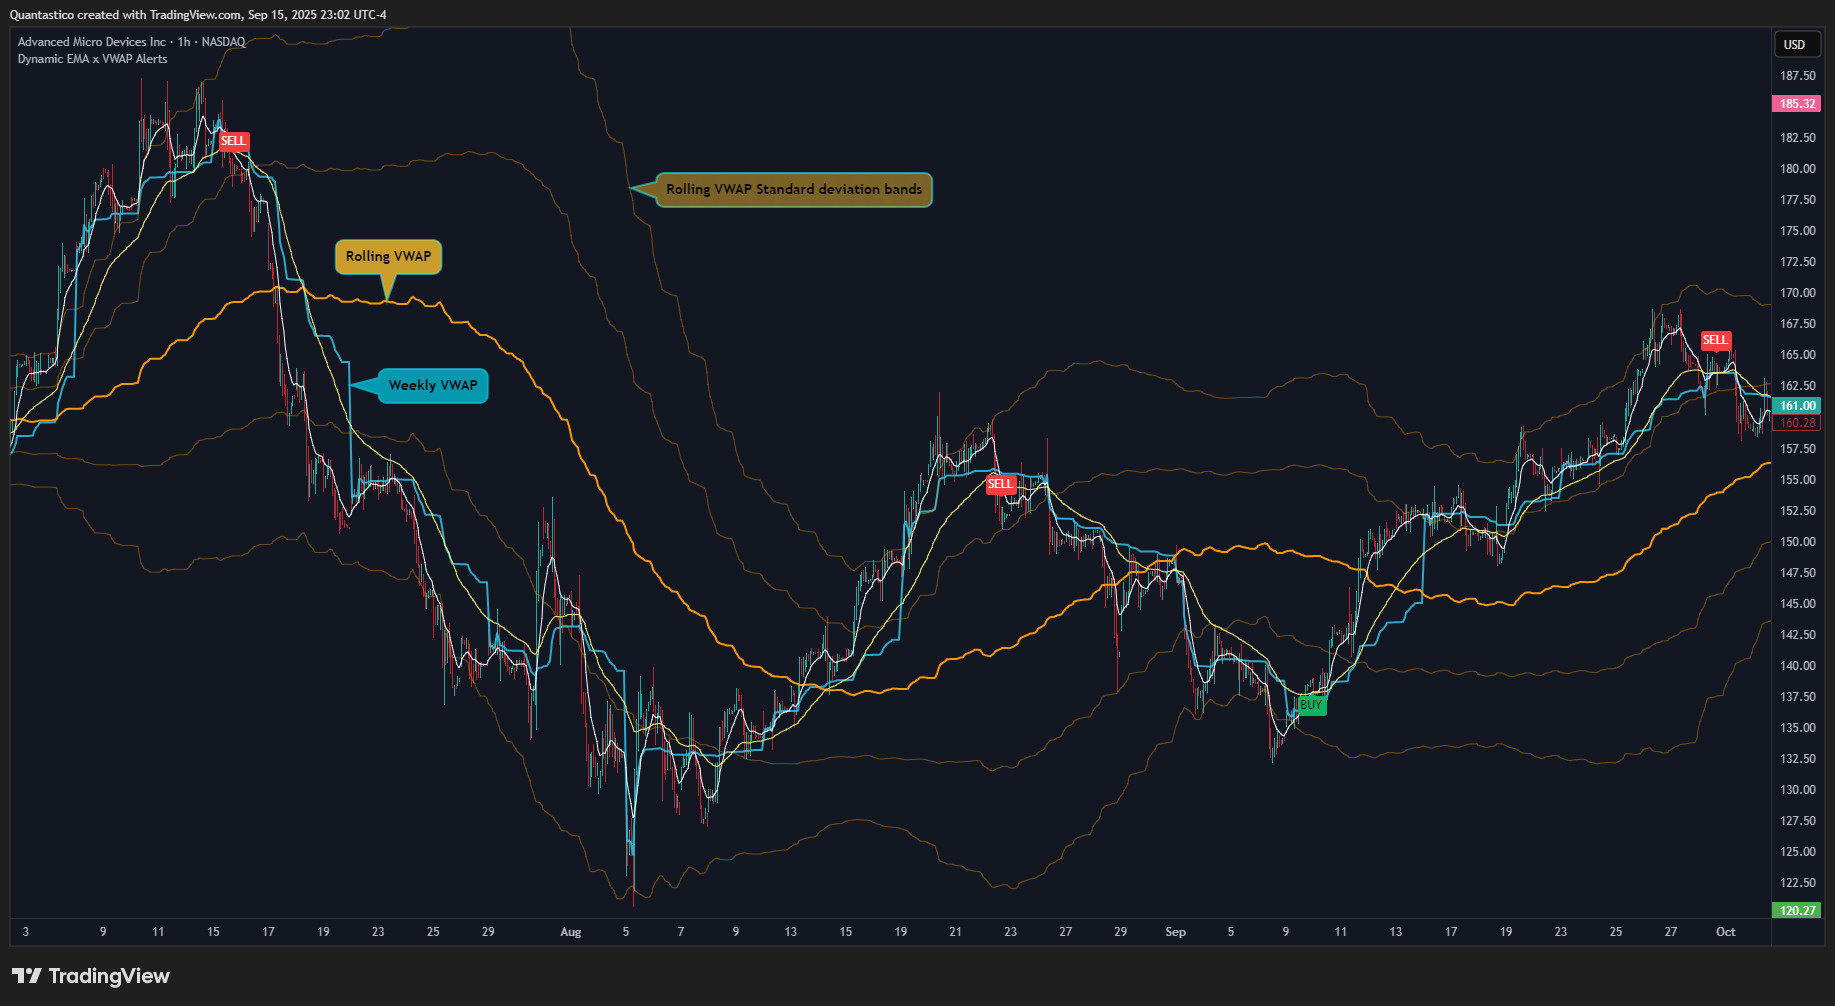 Quantastico created with TradingView.com, Sep 15, 2025 23:02 UTC-4
Advanced Micro Devices Inc · 1h · NASDAQ
Dynamic EMA x VWAP Alerts
USD
187.50
185.32
182.50
180.00
177.50
175.00
172.50
170.00
167.50
165.00
162.50
161.00
160.28
157.50
155.00
152.50
150.00
147.50
145.00
142.50
140.00
137.50
135.00
132.50
130.00
127.50
125.00
122.50
120.27
SELL
Rolling VWAP Standard deviation bands
Rolling VWAP
SELL
Weekly VWAP
SELL
BUY
3 9 11 15 17 19 23 25 29 Aug 5 7 9 13 15 19 21 23 27 29 Sep 5 9 11 13 17 19 23 25 27 Oct
TradingView